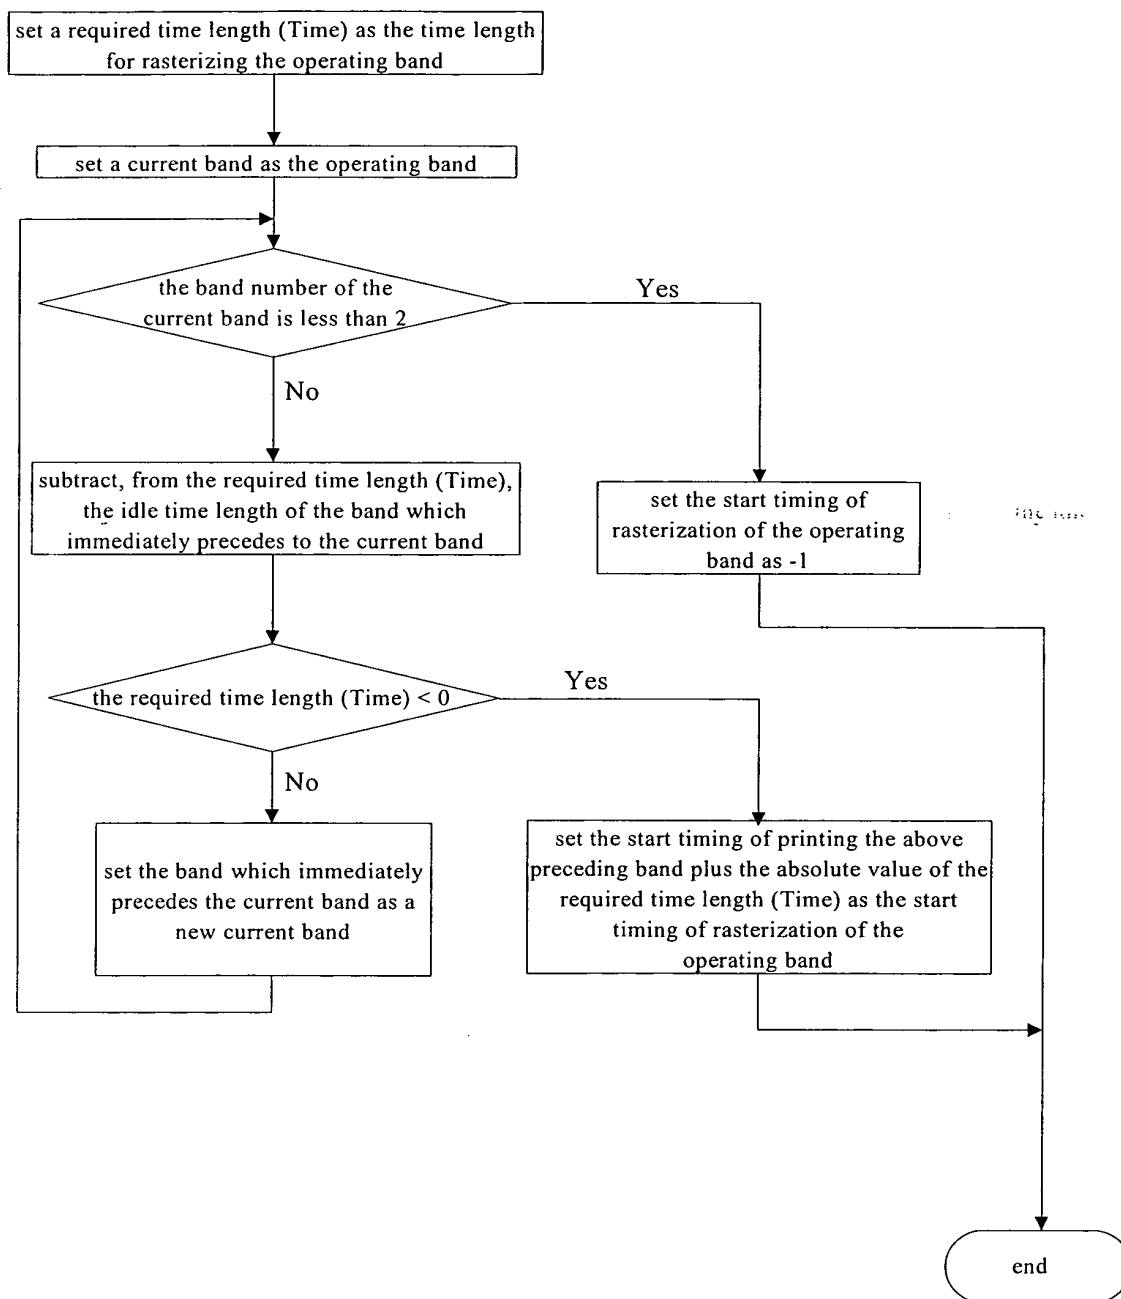 set a required time length (Time) as the time length
for rasterizing the operating band
set a current band as the operating band
the band number of the
current band is less than 2
Yes
No
subtract, from the required time length (Time),
the idle time length of the band which
immediately precedes to the current band
set the start timing of
rasterization of the operating
band as -1
the required time length (Time) < 0
Yes
No
set the band which immediately
precedes the current band as a
new current band
set the start timing of printing the above
preceding band plus the absolute value of the
required time length (Time) as the start
timing of rasterization of the
operating band
end